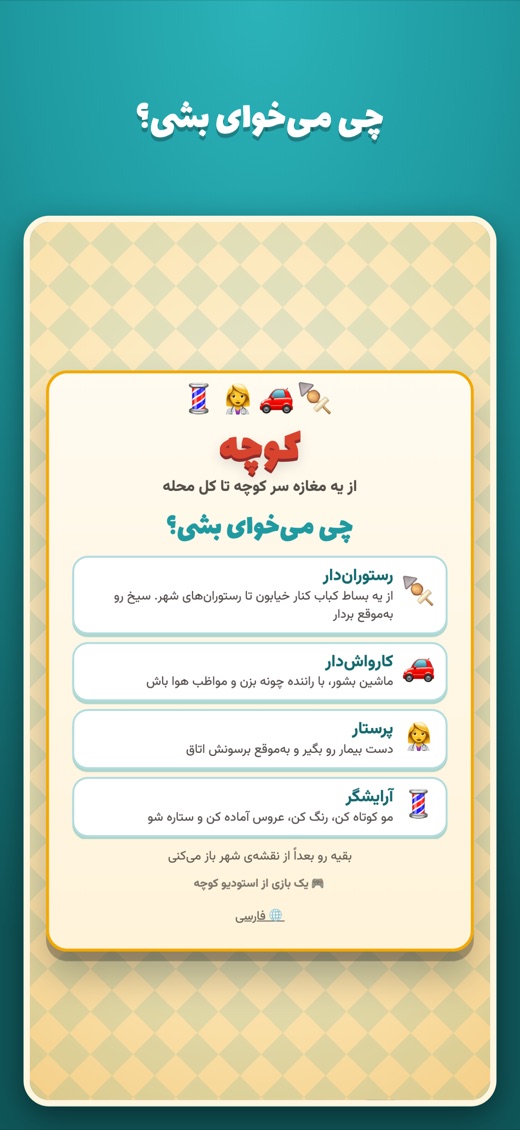 چی می‌خوای بشی؟
کوچه
از یه مغازه سر کوچه تا کل محله
چی می‌خوای بشی؟
رستوران‌دار
از یه بساط کباب کنار خیابون تا رستوران‌های شهر. سیخ رو
به‌موقع بردار
کارواش‌دار
ماشین بشور، با راننده چونه بزن و مواظب هوا باش
پرستار
دست بیمار رو بگیر و به‌موقع برسونش اتاق
آرایشگر
مو کوتاه کن، رنگ کن، عروس آماده کن و ستاره شو
بقیه رو بعداً از نقشه‌ی شهر باز می‌کنی
🎮 یک بازی از استودیو کوچه
🌐 فارسی